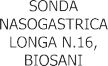 SONDA
NASOGASTRICA
LONGA N.16,
BIOSANI